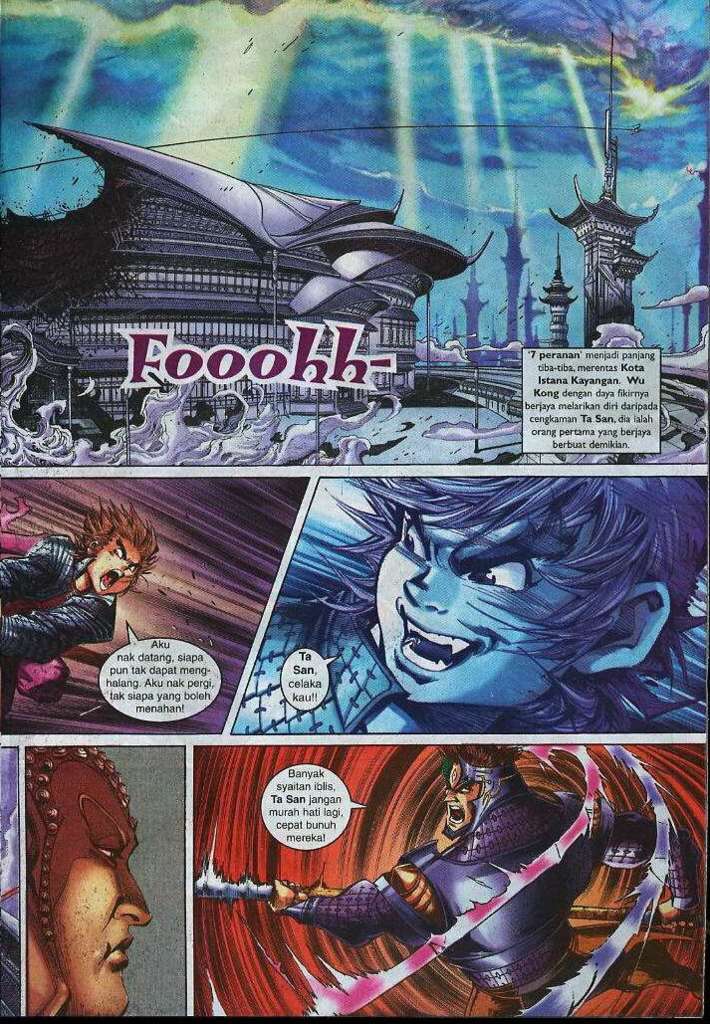 Fooohh-
'7 peranan' menjadi panjang
tiba-tiba, merentas Kota
Istana Kayangan. Wu
Kong dengan daya fikirnya
berjaya melarikan diri daripada
cengkaman Ta San, dia ialah
orang pertama yang berjaya
berbuat demikian.
Aku
nak datang, siapa
pun tak dapat meng-
halang. Aku nak pergi,
tak siapa yang boleh
menahan!
Ta
San,
celaka
kau!!
Banyak
syaitan iblis,
Ta San jangan
murah hati lagi,
cepat bunuh
mereka!